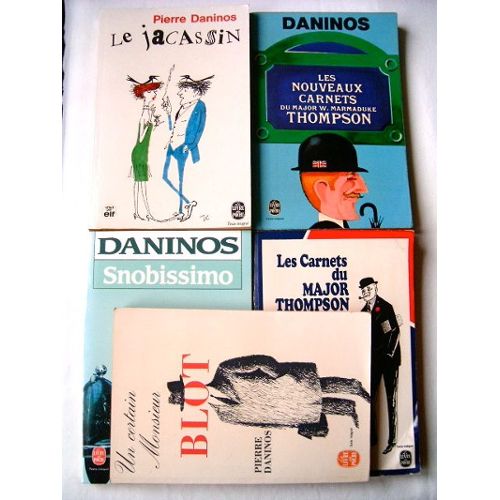 Pierre Daninos
Le jacassin
elf
DANINOS
LES
NOUVEAUX
CARNETS
DU MAJOR W. MARMADUKE
THOMPSON
DANINOS
Snobissimo
Les Carnets
du
MAJOR
THOMPSON
Un certain
Monsieur
BLOT
PIERRE
DANINOS